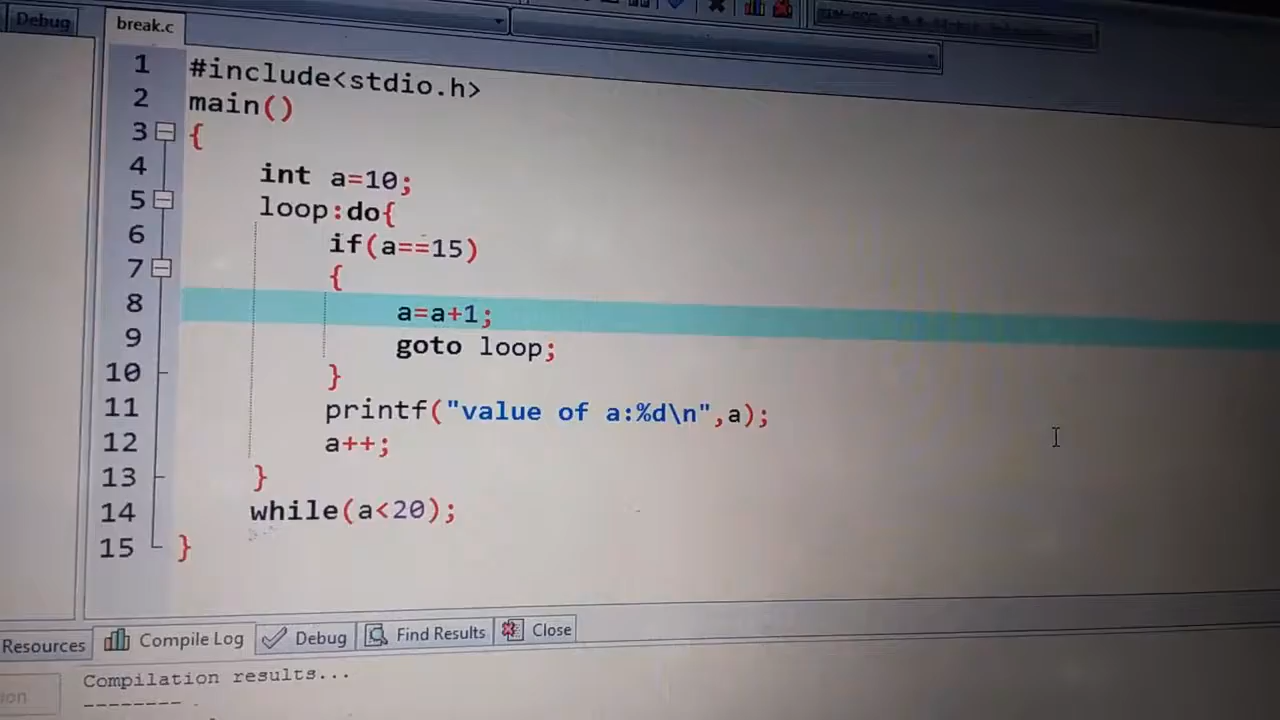 Debug
break.c
1 #include<stdio.h>
2 main()
3 {
4 int a=10;
5 loop:do{
6 if(a==15)
7 {
8 a=a+1;
9 goto loop;
10 }
11 printf("value of a:%d\n",a);
12 a++;
13 }
14 while(a<20);
15 }
Resources Compile Log Debug Find Results Close
Compilation results...
--------